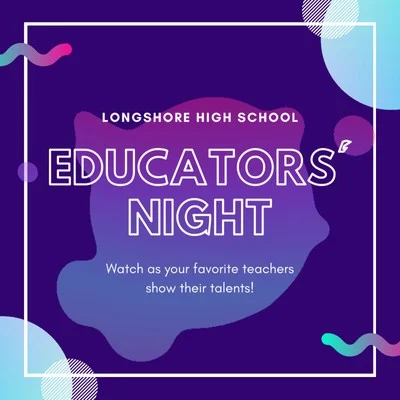 LONGSHORE HIGH SCHOOL
EDUCATORS'
NIGHT
Watch as your favorite teachers
show their talents!